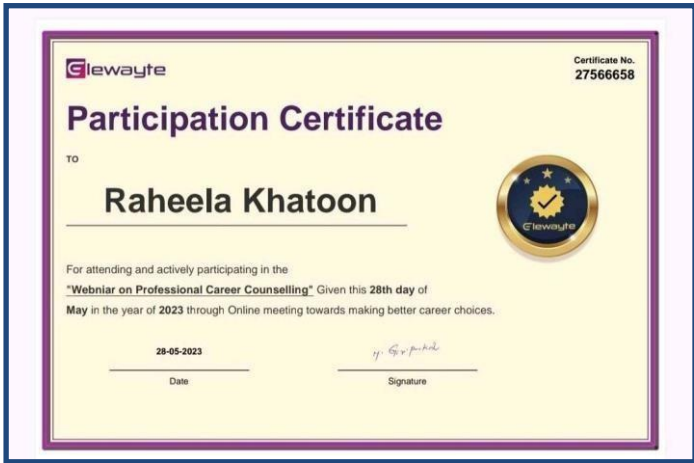 Glewayte
Certificate No.
27566658
Participation Certificate
TO
Raheela Khatoon
Glewayte
For attending and actively participating in the
"Webniar on Professional Career Counselling" Given this 28th day of
May in the year of 2023 through Online meeting towards making better career choices.
28-05-2023
Date
Signature